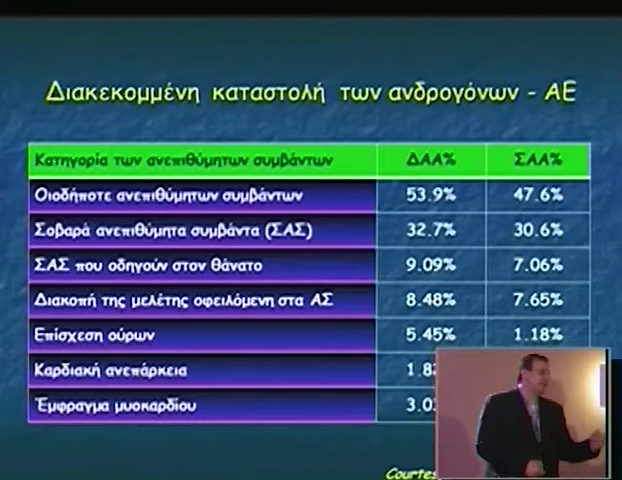 Διακεκομμένη καταστολή των ανδρογόνων - ΑΕ
Κατηγορία των ανεπιθύμητων συμβάντων ΔΑΑ% ΣΑΑ%
Οιοδήποτε ανεπιθύμητων συμβάντων 53.9% 47.6%
Σοβαρά ανεπιθύμητα συμβάντα (ΣΑΣ) 32.7% 30.6%
ΣΑΣ που οδηγούν στον θάνατο 9.09% 7.06%
Διακοπή της μελέτης οφειλόμενη στα ΑΣ 8.48% 7.65%
Επίσχεση ούρων 5.45% 1.18%
Καρδιακή ανεπάρκεια
Έμφραγμα μυοκαρδίου